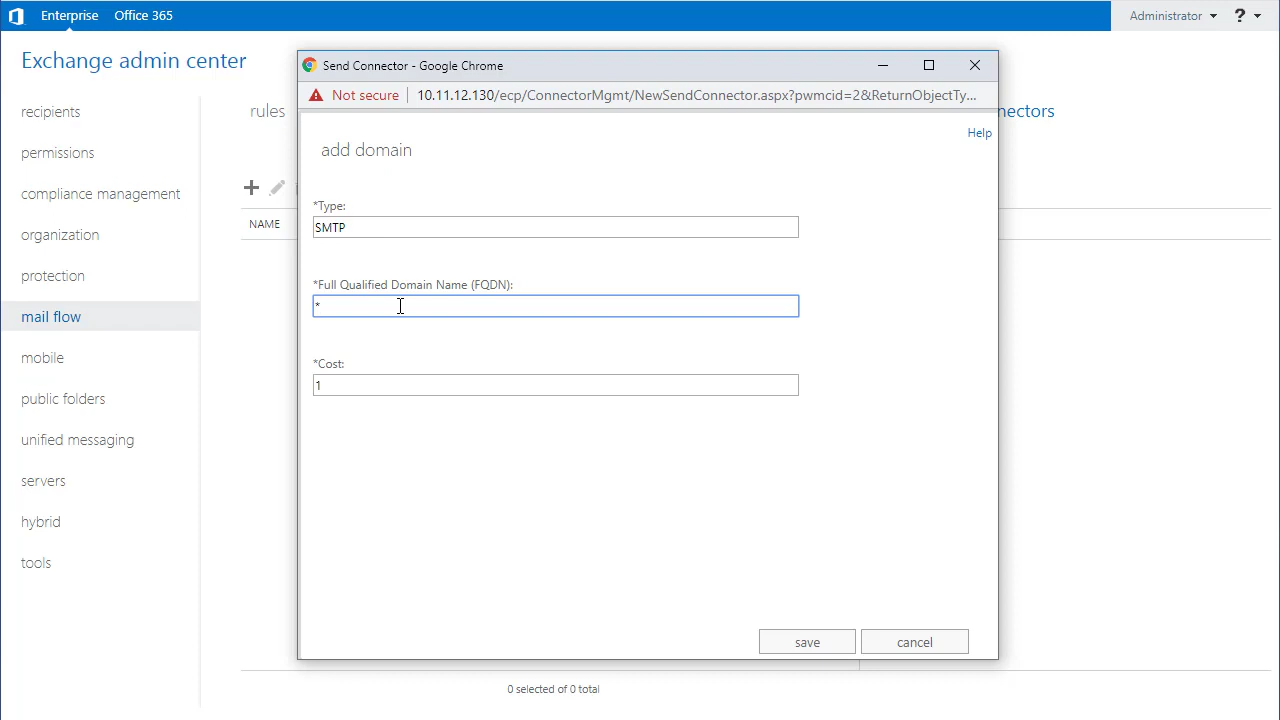 Enterprise Office 365 Administrator ?
Exchange admin center
Send Connector - Google Chrome
Not secure 10.11.12.130/ecp/ConnectorMgmt/NewSendConnector.aspx?pwmcid=2&ReturnObjectTy...
recipients
permissions
compliance management
organization
protection
mail flow
mobile
public folders
unified messaging
servers
hybrid
tools
rules
NAME
Help
add domain
*Type:
SMTP
*Full Qualified Domain Name (FQDN):
*
*Cost:
1
save cancel
0 selected of 0 total